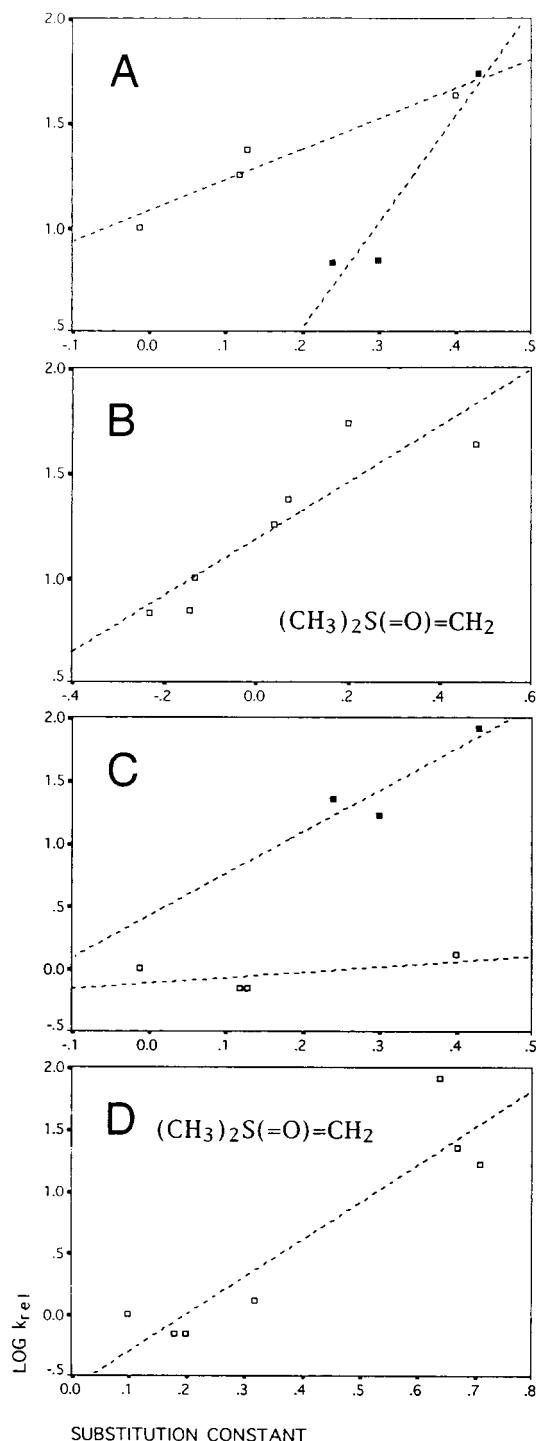 2.0
A
1.5
1.0
.5
-.1 0.0 .1 .2 .3 .4 .5
2.0
B
1.5
1.0
(CH3)2S(=O)=CH2
.5
-.4 -.2 0.0 .2 .4 .6
2.0
C
1.5
1.0
.5
0.0
-.5
-.1 0.0 .1 .2 .3 .4 .5
2.0
D (CH3)2S(=O)=CH2
1.5
1.0
.5
0.0
-.5
0.0 .1 .2 .3 .4 .5 .6 .7 .8
LOG krel
SUBSTITUTION CONSTANT